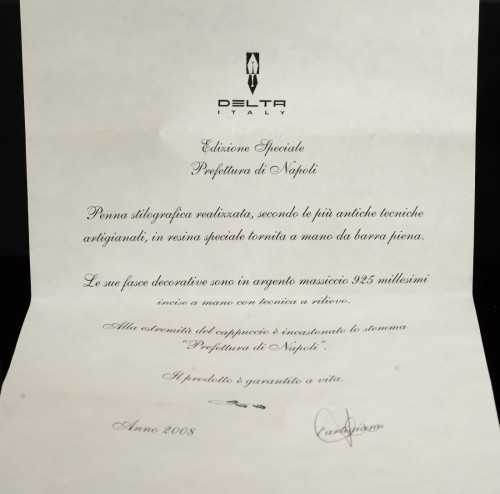 DELTA
ITALY
Edizione Speciale
Prefettura di Napoli
Penna stilografica realizzata, secondo le più antiche tecniche
artigianali, in resina speciale tornita a mano da barra piena.
Le sue fasce decorative sono in argento massiccio 925 millesimi
incise a mano con tecnica a rilievo.
Alla estremità del cappuccio è incastonato lo stemma
"Prefettura di Napoli".
Il prodotto è garantito a vita.
Anno 2008